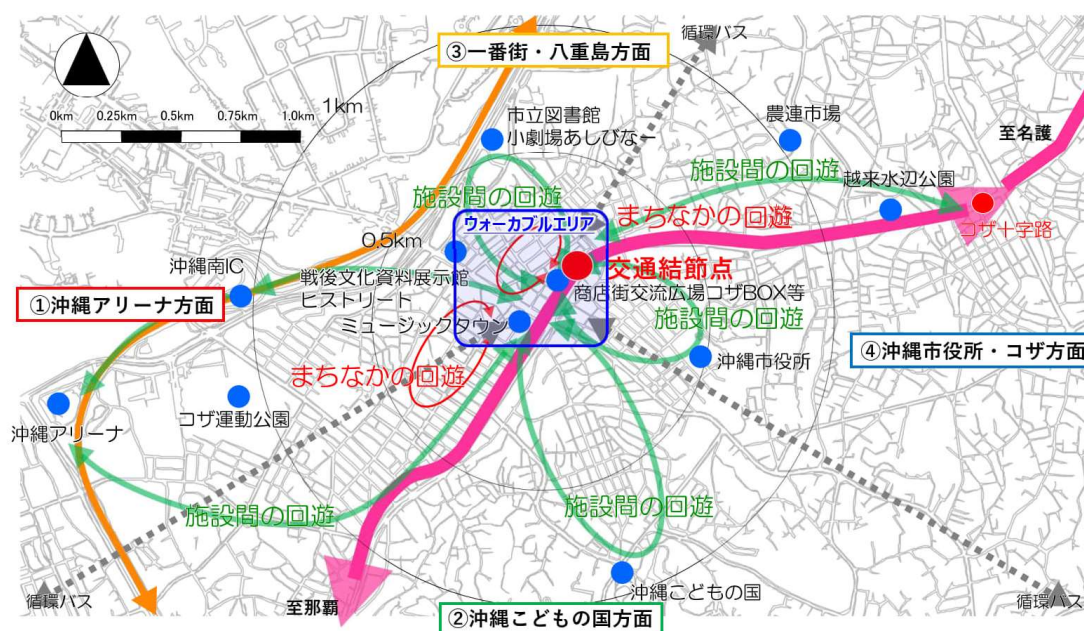 循環バス
③一番街・八重島方面
1km
0km 0.25km 0.5km 0.75km 1.0km
市立図書館
小劇場あしびなー
農連市場
至名護
施設間の回遊
施設間の回遊
越来水辺公園
ウォーカブルエリア
まちなかの回遊
コザ十字路
0.5km
沖縄南IC
交通結節点
戦後文化資料展示館
ヒストリート
商店街交流広場コザBOX等
①沖縄アリーナ方面
ミュージックタウン
施設間の回遊
④沖縄市役所・コザ方面
沖縄市役所
まちなかの回遊
コザ運動公園
沖縄アリーナ
施設間の回遊
施設間の回遊
沖縄こどもの国
循環バス
至那覇
循環バス
②沖縄こどもの国方面